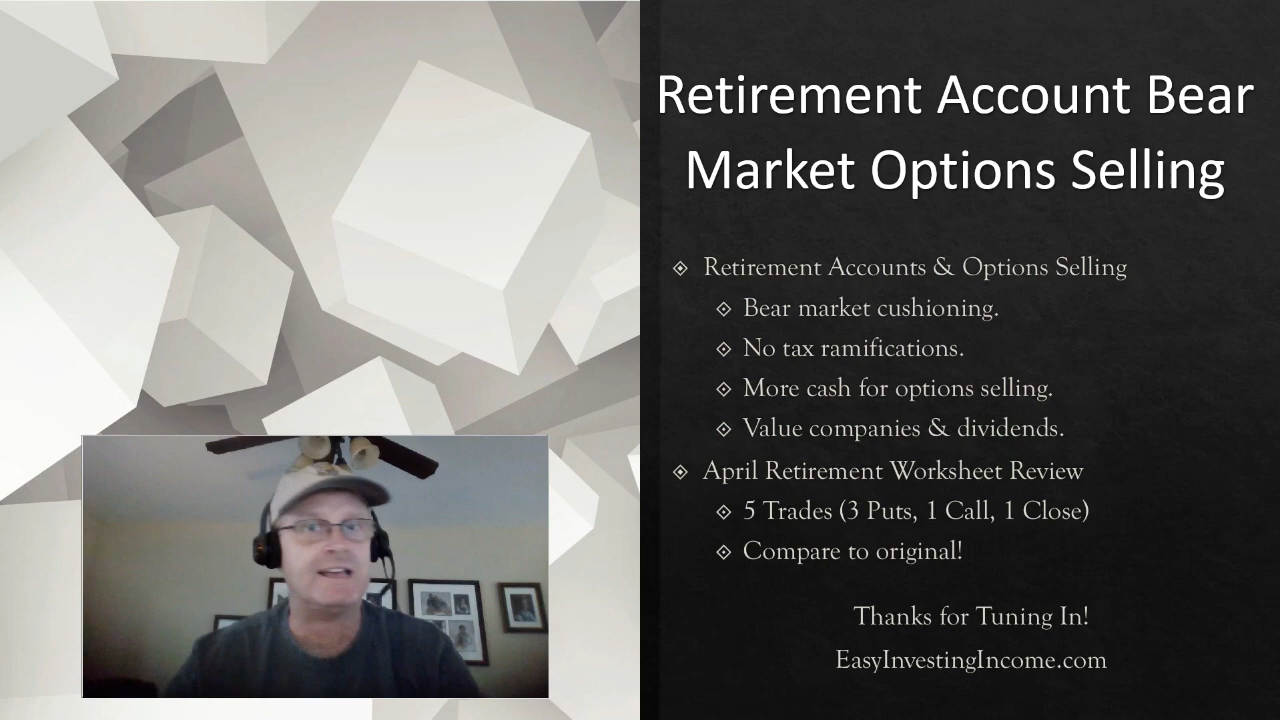 Retirement Account Bear
Market Options Selling
Retirement Accounts & Options Selling
Bear market cushioning.
No tax ramifications.
More cash for options selling.
Value companies & dividends.
April Retirement Worksheet Review
5 Trades (3 Puts, 1 Call, 1 Close)
Compare to original!
Thanks for Tuning In!
EasyInvestingIncome.com